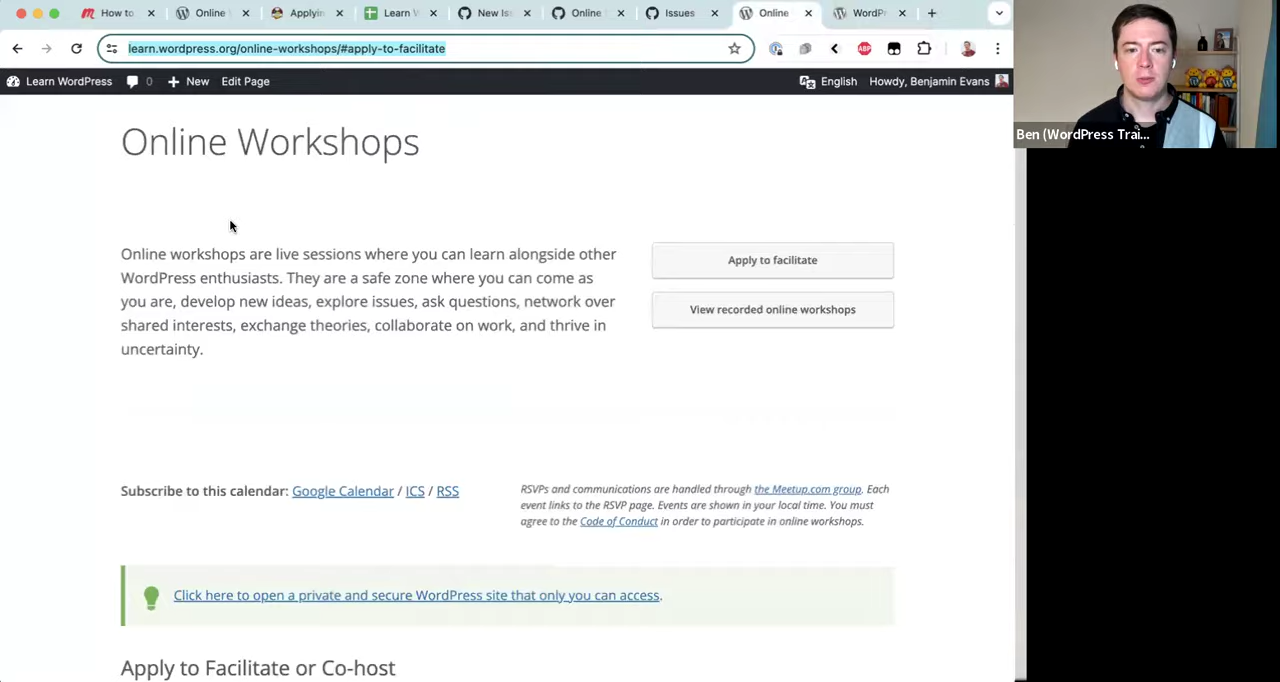 How to
Online
Applyin
Learn W
New Iss
Online
Issues
Online
WordPr
learn.wordpress.org/online-workshops/#apply-to-facilitate
ABP
Learn WordPress
0
New
Edit Page
English
Howdy, Benjamin Evans
Ben (WordPress Trai...
Online Workshops
Online workshops are live sessions where you can learn alongside other
WordPress enthusiasts. They are a safe zone where you can come as
you are, develop new ideas, explore issues, ask questions, network over
shared interests, exchange theories, collaborate on work, and thrive in
uncertainty.
Apply to facilitate
View recorded online workshops
Subscribe to this calendar: Google Calendar / ICS / RSS
RSVPs and communications are handled through the Meetup.com group. Each
event links to the RSVP page. Events are shown in your local time. You must
agree to the Code of Conduct in order to participate in online workshops.
Click here to open a private and secure WordPress site that only you can access.
Apply to Facilitate or Co-host